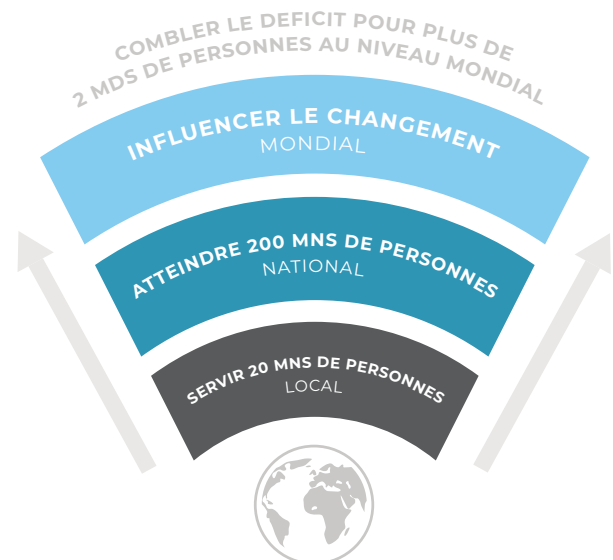 COMBLER LE DEFICIT POUR PLUS DE
2 MDS DE PERSONNES AU NIVEAU MONDIAL
INFLUENCER LE CHANGEMENT
MONDIAL
ATTEINDRE 200 MNS DE PERSONNES
NATIONAL
SERVIR 20 MNS DE PERSONNES
LOCAL